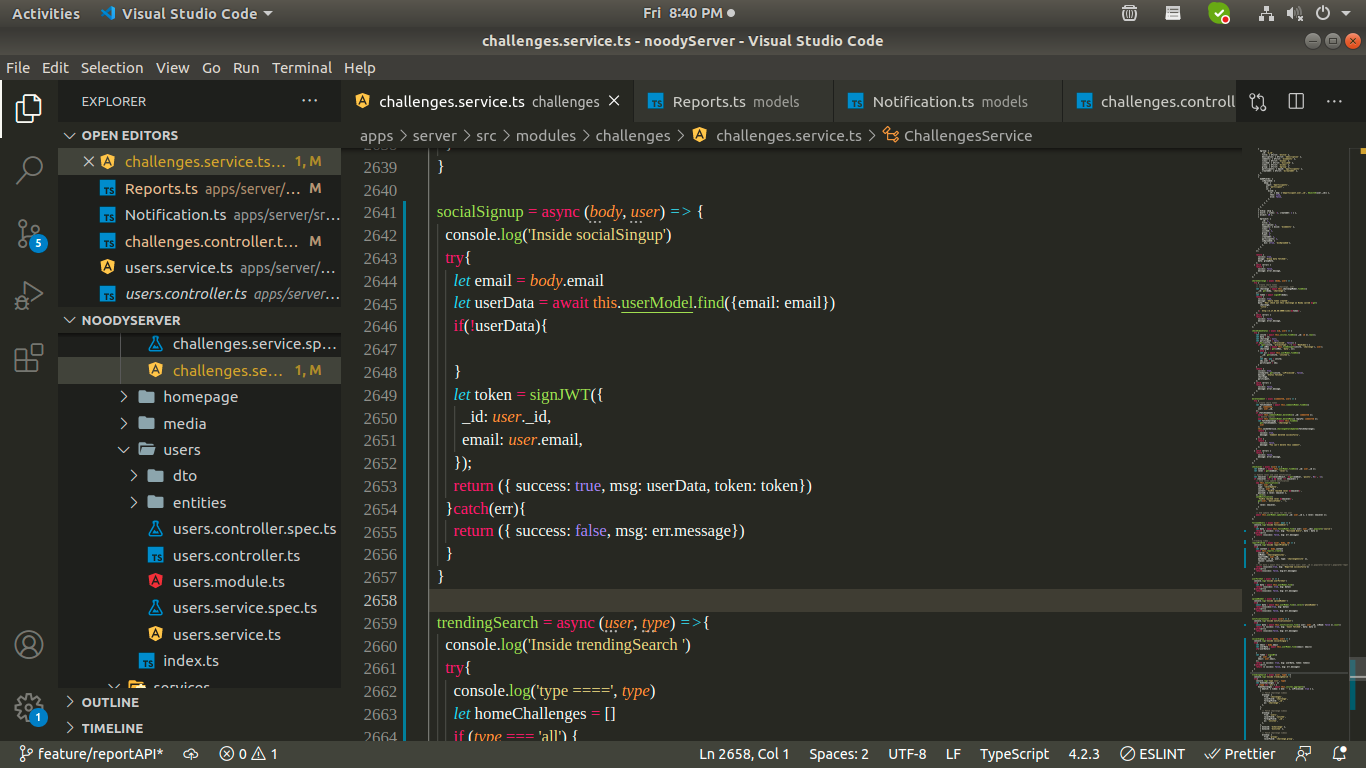 Activities Visual Studio Code Fri 8:40 PM
challenges.service.ts - noodyServer - Visual Studio Code
File Edit Selection View Go Run Terminal Help
EXPLORER
challenges.service.ts challenges Reports.ts models Notification.ts models challenges.controll
OPEN EDITORS
apps > server > src > modules > challenges > challenges.service.ts > ChallengesService
challenges.service.ts... 1, M
Reports.ts apps/server/... M
Notification.ts apps/server/sr...
challenges.controller.t... M
users.service.ts apps/server/...
users.controller.ts apps/server...
NOODYSERVER
challenges.service.sp...
challenges.se... 1, M
homepage
media
users
dto
entities
users.controller.spec.ts
users.controller.ts
users.module.ts
users.service.spec.ts
users.service.ts
index.ts
services
OUTLINE
TIMELINE
5
1
2639 }
2640
2641 socialSignup = async (body, user) => {
2642 console.log('Inside socialSingup')
2643 try{
2644 let email = body.email
2645 let userData = await this.userModel.find({email: email})
2646 if(!userData){
2647
2648 }
2649 let token = signJWT({
2650 _id: user._id,
2651 email: user.email,
2652 });
2653 return ({ success: true, msg: userData, token: token})
2654 }catch(err){
2655 return ({ success: false, msg: err.message})
2656 }
2657 }
2658
2659 trendingSearch = async (user, type) =>{
2660 console.log('Inside trendingSearch ')
2661 try{
2662 console.log('type ====', type)
2663 let homeChallenges = []
2664 if (type === 'all') {
feature/reportAPI* 0 1 Ln 2658, Col 1 Spaces: 2 UTF-8 LF TypeScript 4.2.3 ESLINT Prettier